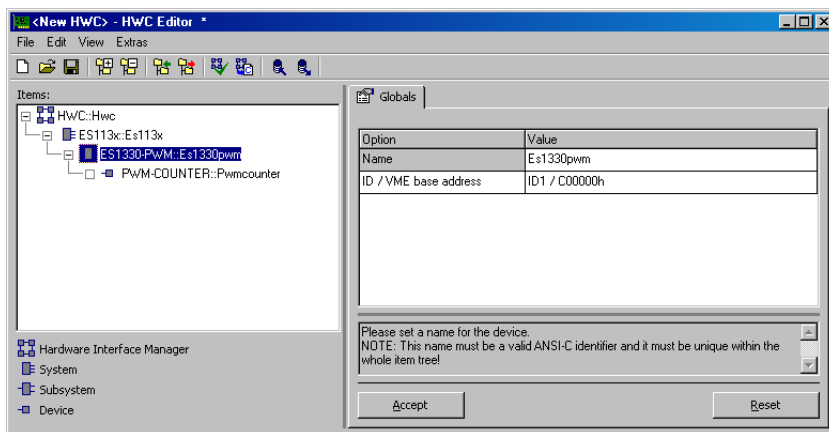 <New HWC> - HWC Editor *
File Edit View Extras
Items:
HWC::Hwc
ES113x::Es113x
ES1330-PWM::Es1330pwm
PWM-COUNTER::Pwmcounter
Hardware Interface Manager
System
Subsystem
Device
Globals
Option Value
Name Es1330pwm
ID / VME base address ID1 / C00000h
Please set a name for the device.
NOTE: This name must be a valid ANSI-C identifier and it must be unique within the
whole item tree!
Accept Reset